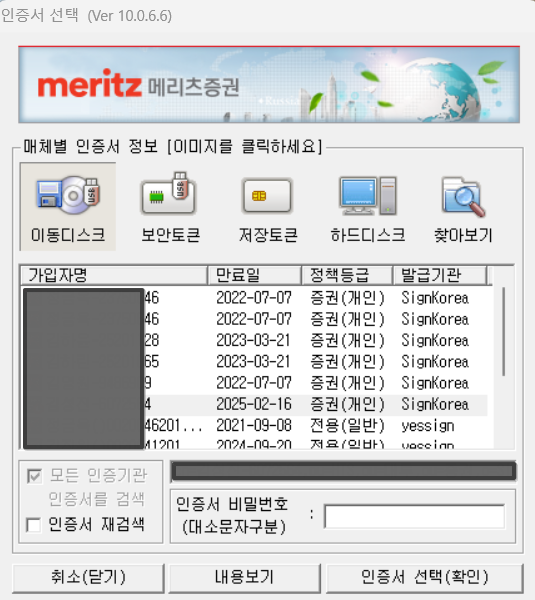 인증서 선택 (Ver 10.0.6.6)
meritz 메리츠증권
매체별 인증서 정보 [이미지를 클릭하세요]
이동디스크 보안토큰 저장토큰 하드디스크 찾아보기
가입자명 만료일 정책등급 발급기관
46 2022-07-07 증권(개인) SignKorea
46 2022-07-07 증권(개인) SignKorea
28 2023-03-21 증권(개인) SignKorea
65 2023-03-21 증권(개인) SignKorea
9 2022-07-07 증권(개인) SignKorea
4 2025-02-16 증권(개인) SignKorea
46201... 2021-09-08 전용(일반) yessign
41201 2024-09-20 전용(일반) yessign
모든 인증기관
인증서를 검색
인증서 재검색
인증서 비밀번호 :
(대소문자구분)
취소(닫기) 내용보기 인증서 선택(확인)